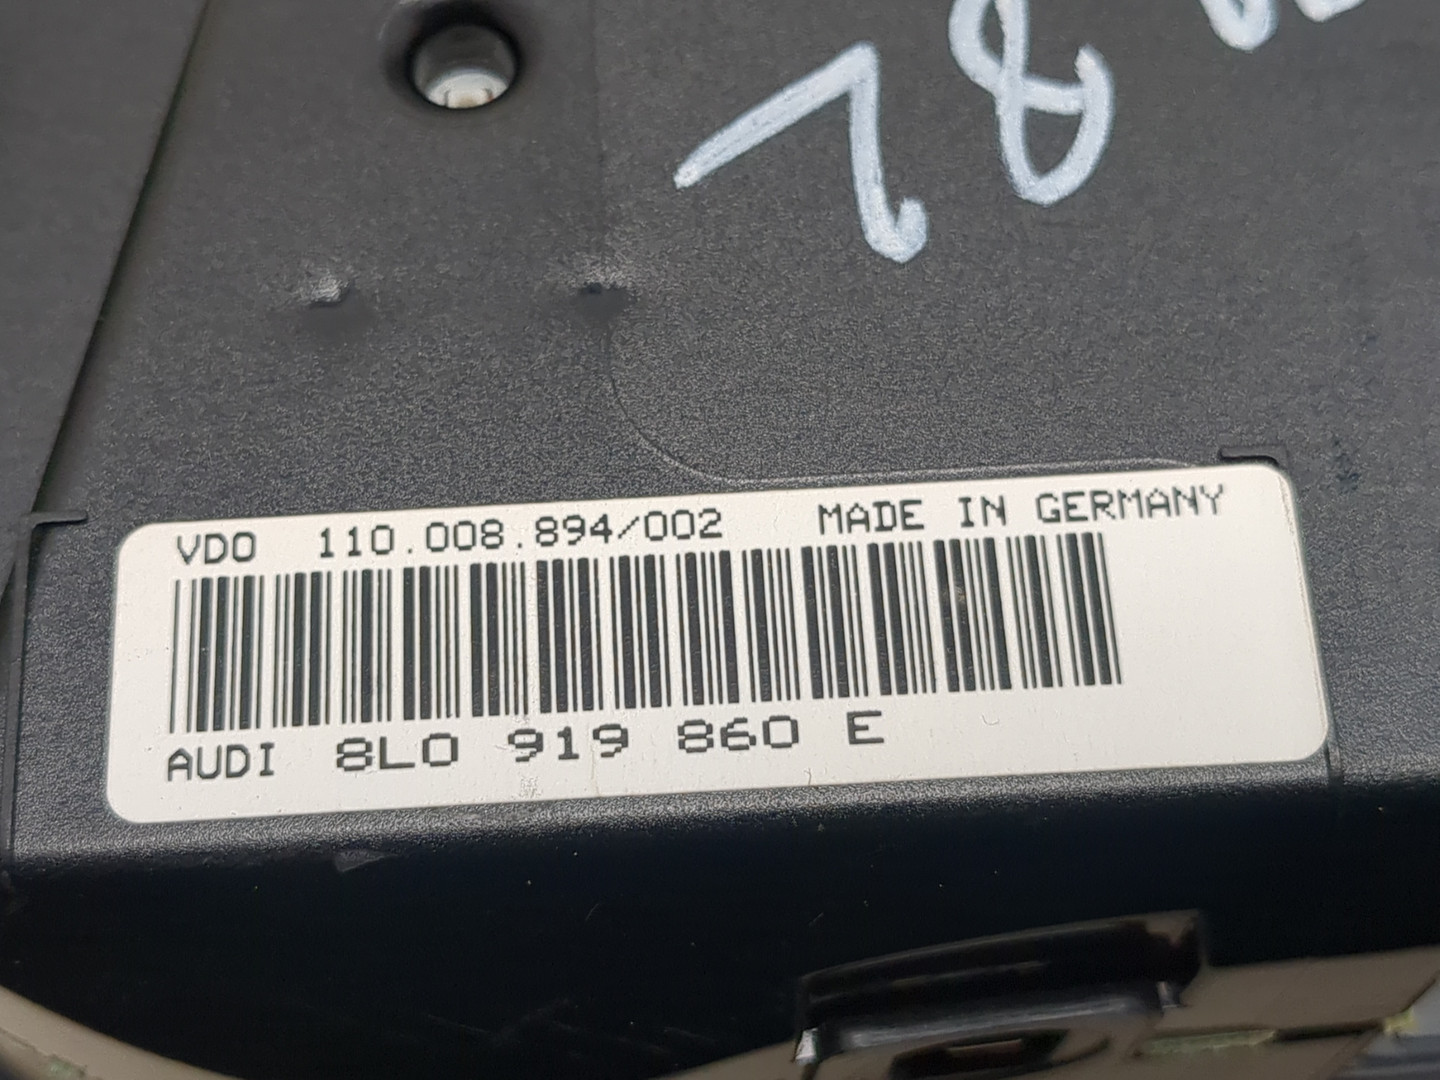 VDO 110.008.894/002 MADE IN GERMANY
AUDI 8L0 919 860 E